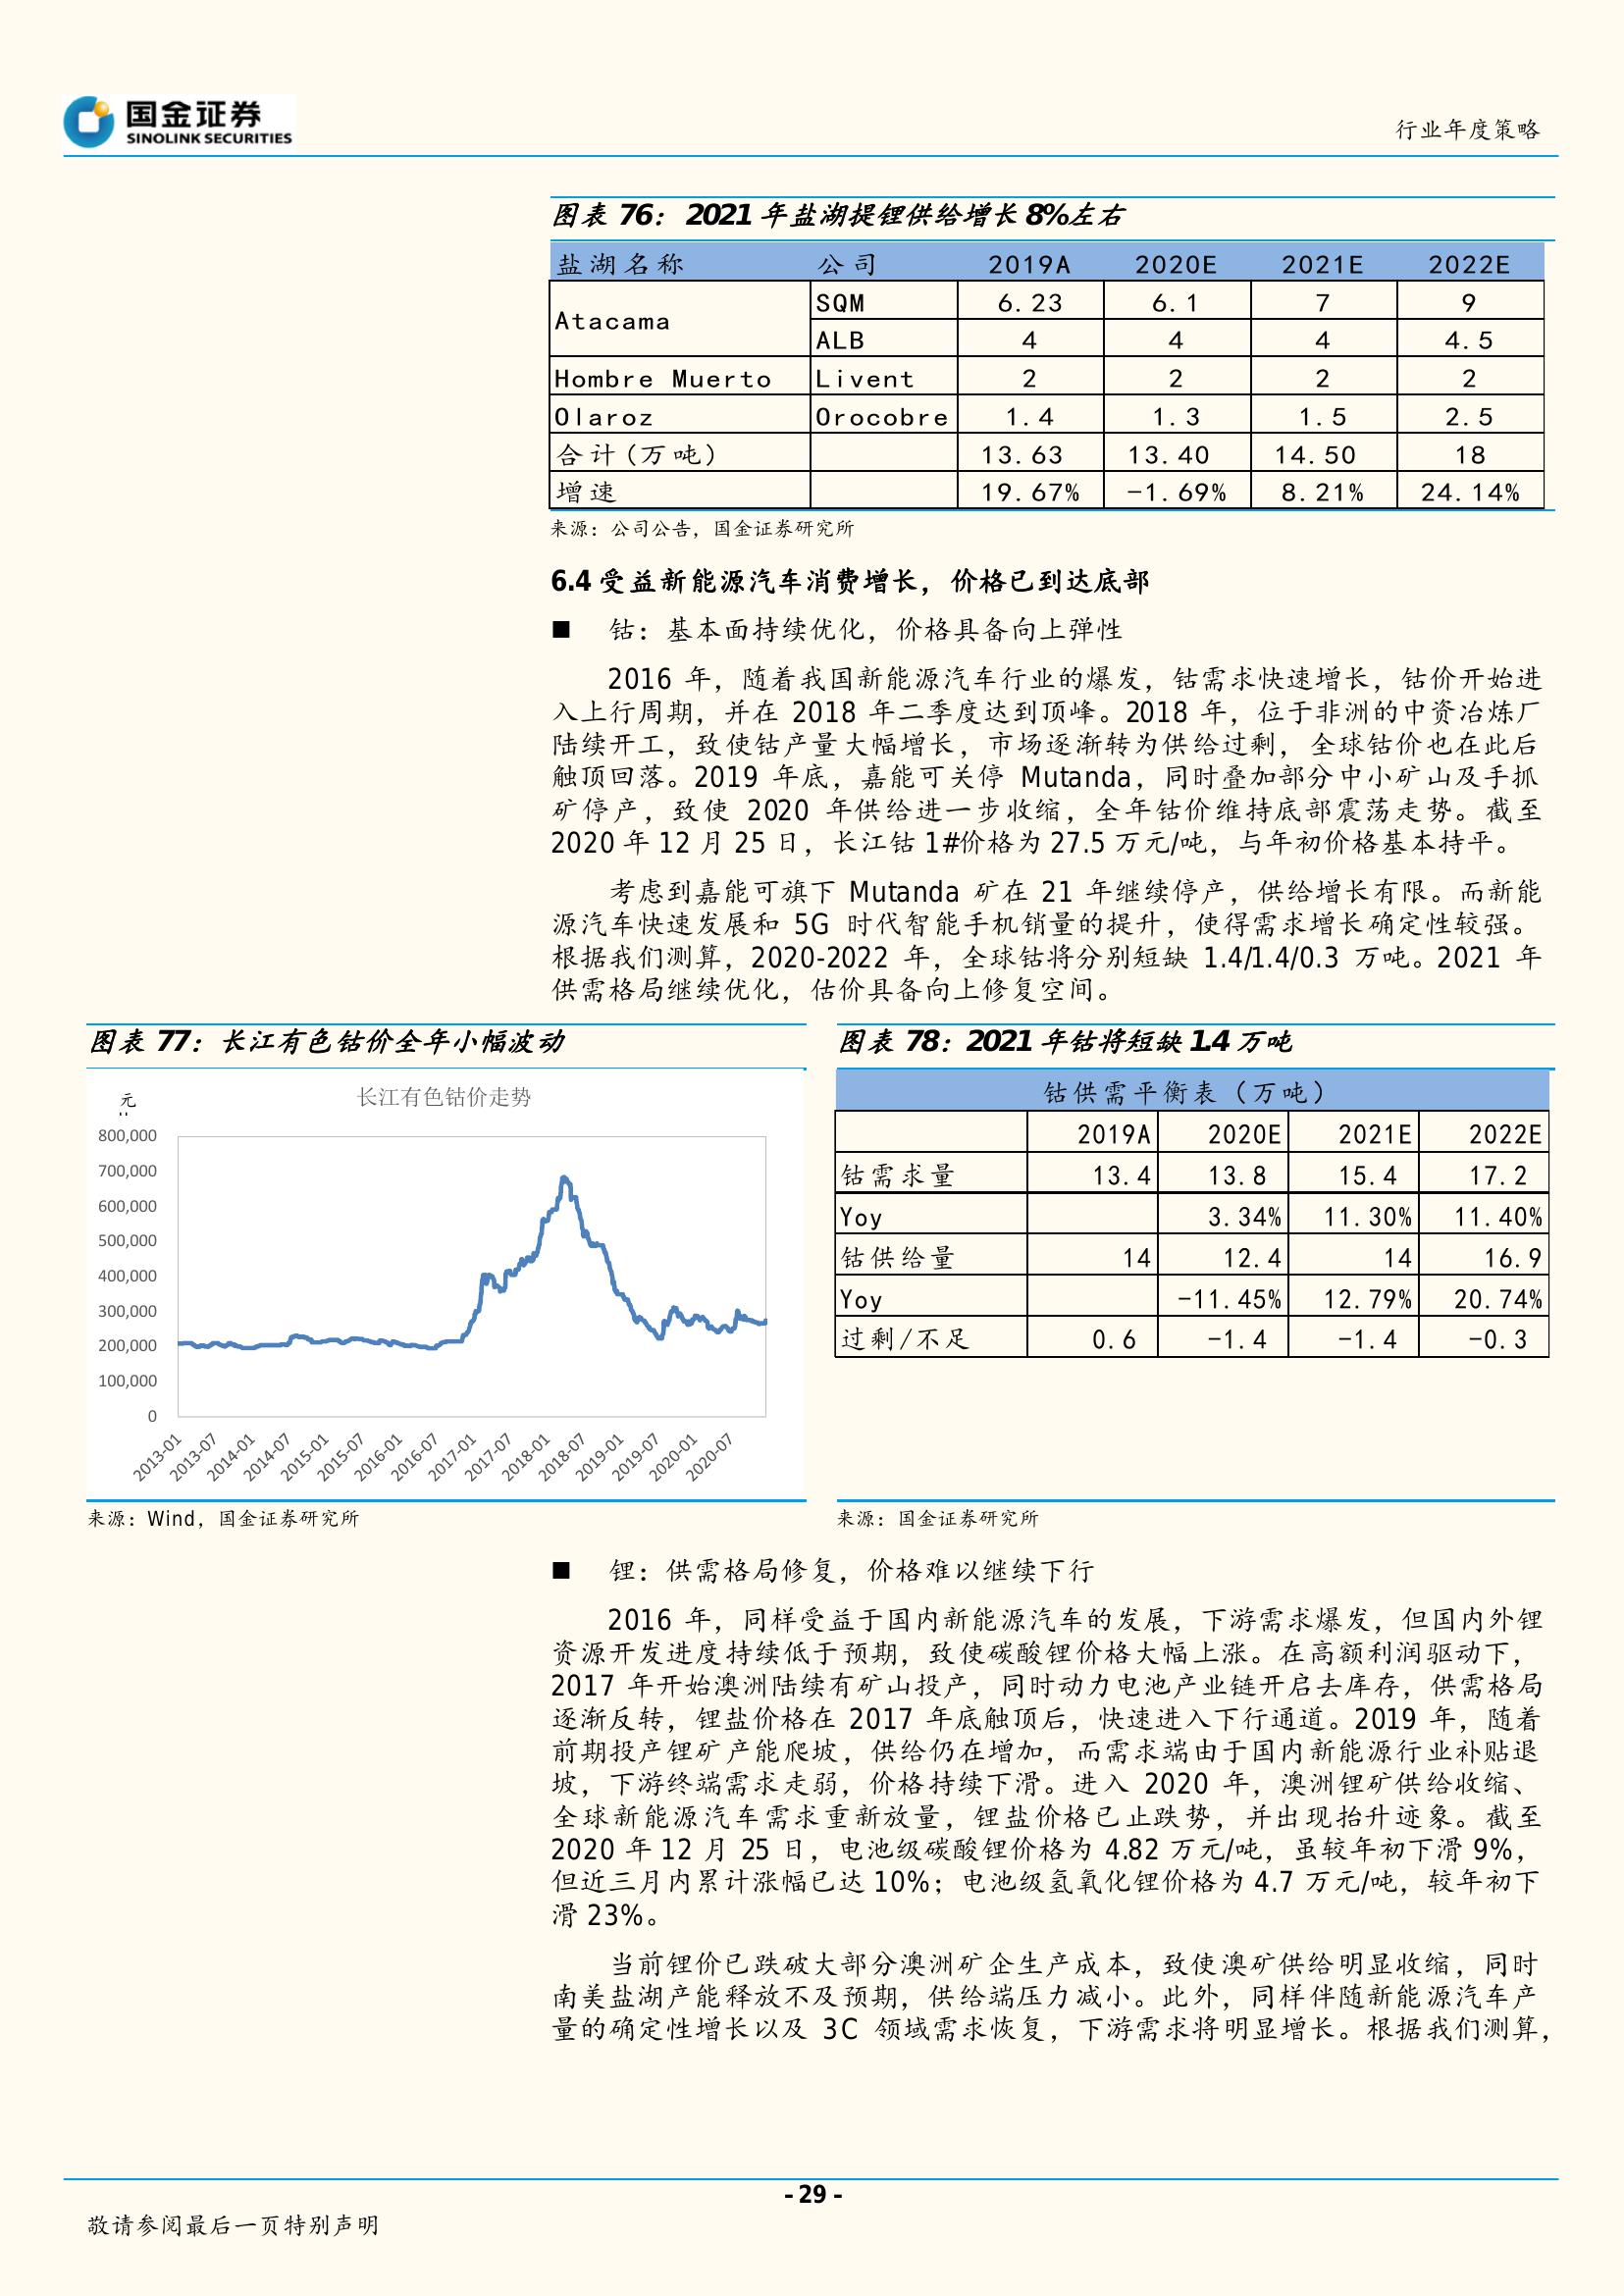 国金证券
SINOLINK SECURITIES
行业年度策略
图表 76： 2021 年盐湖提锂供给增长 8%左右
盐湖名称 公司 2019A 2020E 2021E 2022E
Atacama SQM 6.23 6.1 7 9
ALB 4 4 4 4.5
Hombre Muerto Livent 2 2 2 2
Olaroz Orocobre 1.4 1.3 1.5 2.5
合计(万吨) 13.63 13.40 14.50 18
增速 19.67% -1.69% 8.21% 24.14%
来源：公司公告，国金证券研究所
6.4 受益新能源汽车消费增长，价格已到达底部
■ 钴：基本面持续优化，价格具备向上弹性
2016 年，随着我国新能源汽车行业的爆发，钴需求快速增长，钴价开始进
入上行周期，并在 2018 年二季度达到顶峰。2018 年，位于非洲的中资冶炼厂
陆续开工，致使钴产量大幅增长，市场逐渐转为供给过剩，全球钴价也在此后
触顶回落。2019 年底，嘉能可关停 Mutanda，同时叠加部分中小矿山及手抓
矿停产，致使 2020 年供给进一步收缩，全年钴价维持底部震荡走势。截至
2020 年 12 月 25 日，长江钴 1#价格为 27.5 万元/吨，与年初价格基本持平。
考虑到嘉能可旗下 Mutanda 矿在 21 年继续停产，供给增长有限。而新能
源汽车快速发展和 5G 时代智能手机销量的提升，使得需求增长确定性较强。
根据我们测算，2020-2022 年，全球钴将分别短缺 1.4/1.4/0.3 万吨。2021 年
供需格局继续优化，估价具备向上修复空间。
图表 77：长江有色钴价全年小幅波动
元
长江有色钴价走势
800,000
700,000
600,000
500,000
400,000
300,000
200,000
100,000
0
2013-01 2013-07 2014-01 2014-07 2015-01 2015-07 2016-01 2016-07 2017-01 2017-07 2018-01 2018-07 2019-01 2019-07 2020-01 2020-07
来源：Wind，国金证券研究所
图表 78：2021 年钴将短缺 1.4 万吨
钴供需平衡表（万吨）
2019A 2020E 2021E 2022E
钴需求量 13.4 13.8 15.4 17.2
Yoy 3.34% 11.30% 11.40%
钴供给量 14 12.4 14 16.9
Yoy -11.45% 12.79% 20.74%
过剩/不足 0.6 -1.4 -1.4 -0.3
来源：国金证券研究所
■ 锂：供需格局修复，价格难以继续下行
2016 年，同样受益于国内新能源汽车的发展，下游需求爆发，但国内外锂
资源开发进度持续低于预期，致使碳酸锂价格大幅上涨。在高额利润驱动下，
2017 年开始澳洲陆续有矿山投产，同时动力电池产业链开启去库存，供需格局
逐渐反转，锂盐价格在 2017 年底触顶后，快速进入下行通道。2019 年，随着
前期投产锂矿产能爬坡，供给仍在增加，而需求端由于国内新能源行业补贴退
坡，下游终端需求走弱，价格持续下滑。进入 2020 年，澳洲锂矿供给收缩、
全球新能源汽车需求重新放量，锂盐价格已止跌势，并出现抬升迹象。截至
2020 年 12 月 25 日，电池级碳酸锂价格为 4.82 万元/吨，虽较年初下滑 9%，
但近三月内累计涨幅已达 10%；电池级氢氧化锂价格为 4.7 万元/吨，较年初下
滑 23%。
当前锂价已跌破大部分澳洲矿企生产成本，致使澳矿供给明显收缩，同时
南美盐湖产能释放不及预期，供给端压力减小。此外，同样伴随新能源汽车产
量的确定性增长以及 3C 领域需求恢复，下游需求将明显增长。根据我们测算，
- 29 -
敬请参阅最后一页特别声明